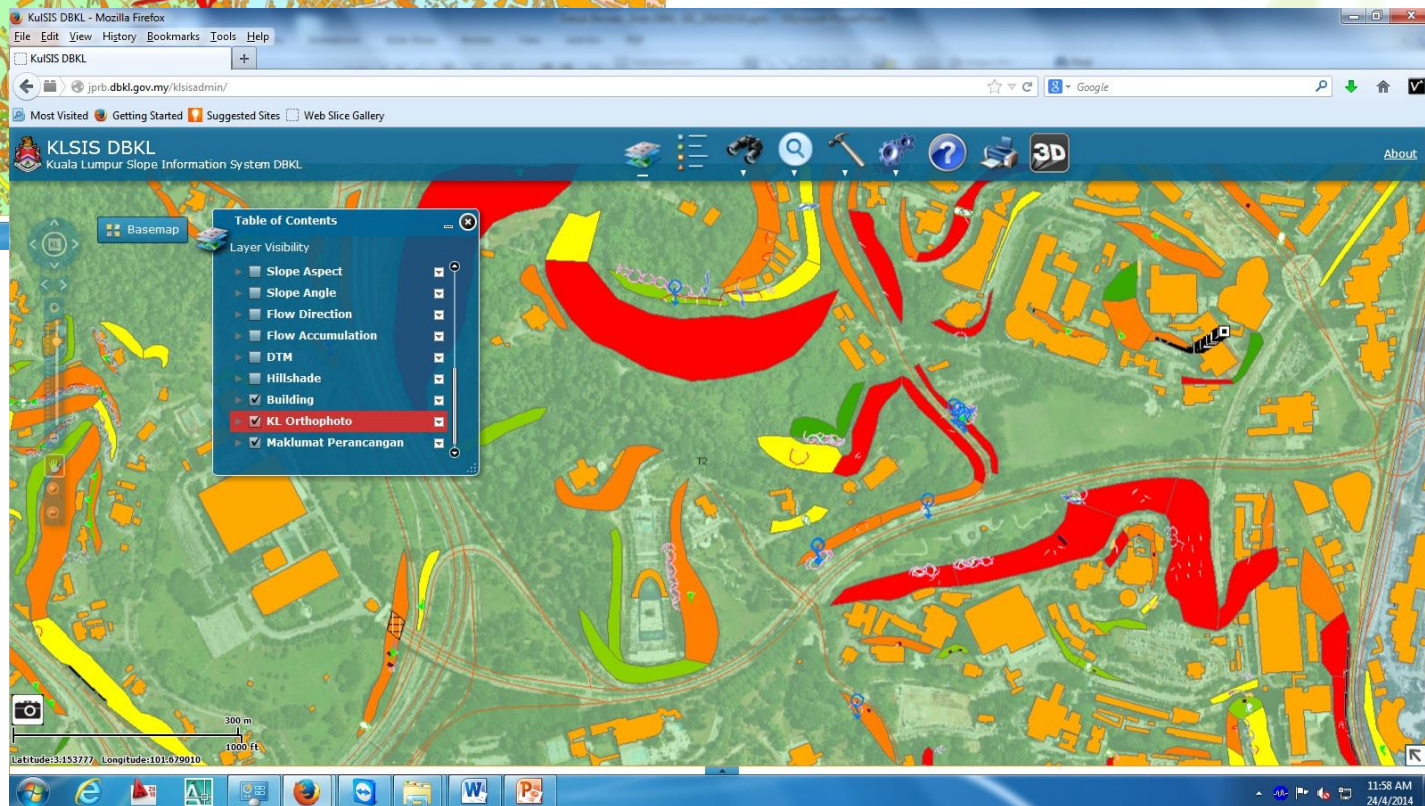 KulSIS DBKL - Mozilla Firefox
File Edit View History Bookmarks Tools Help
KulSIS DBKL +
jprb.dbkl.gov.my/klsisadmin/
Google
Most Visited Getting Started Suggested Sites Web Slice Gallery
KLSIS DBKL
Kuala Lumpur Slope Information System DBKL
3D
About
Basemap
KL
Table of Contents
Layer Visibility
Slope Aspect
Slope Angle
Flow Direction
Flow Accumulation
DTM
Hillshade
Building
KL Orthophoto
Maklumat Perancangan
T2
300 m
1000 ft
Latitude:3.153777 Longitude:101.679010
11:58 AM
24/4/2014